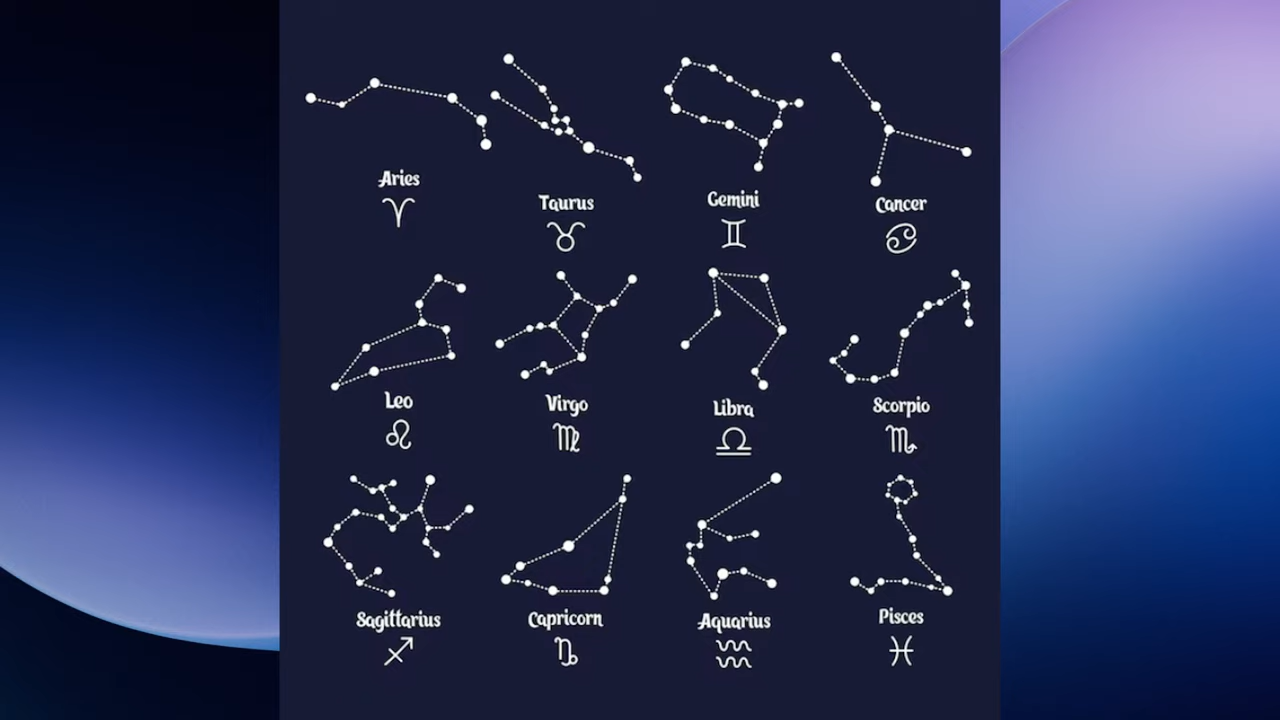 Aries
Taurus
Gemini
Cancer
Leo
Virgo
Libra
Scorpio
Sagittarius
Capricorn
Aquarius
Pisces